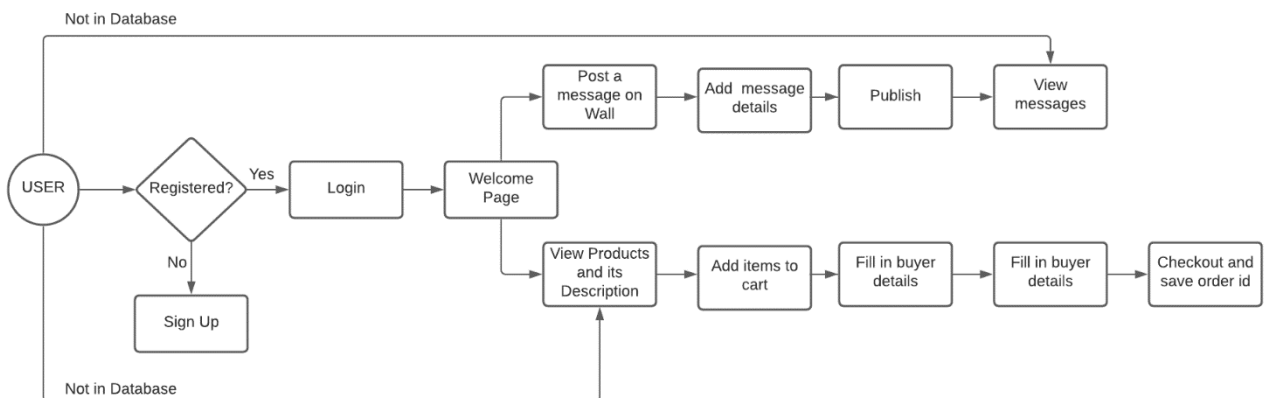 Not in Database
USER
Registered?
Yes
No
Sign Up
Login
Welcome
Page
Post a
message on
Wall
Add message
details
Publish
View
messages
View Products
and its
Description
Add items to
cart
Fill in buyer
details
Fill in buyer
details
Checkout and
save order id
Not in Database